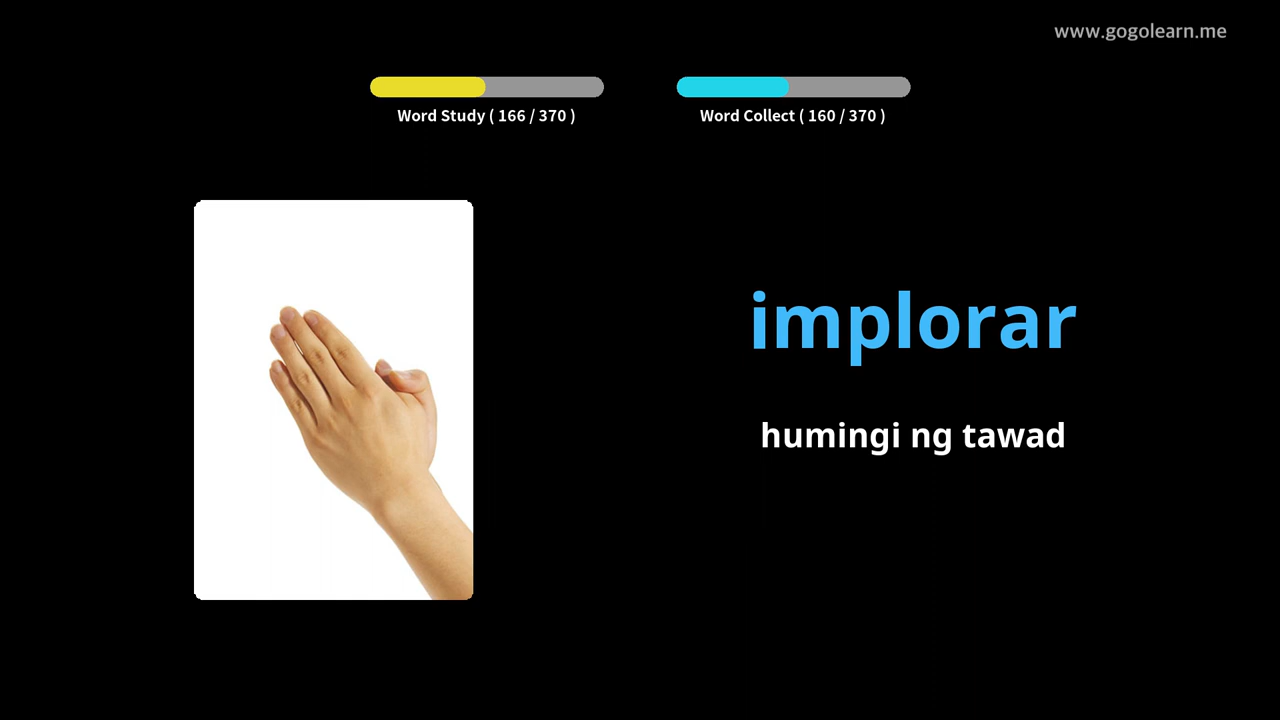 www.gogolearn.me
Word Study ( 166 / 370 )
Word Collect ( 160 / 370 )
implorar
humingi ng tawad